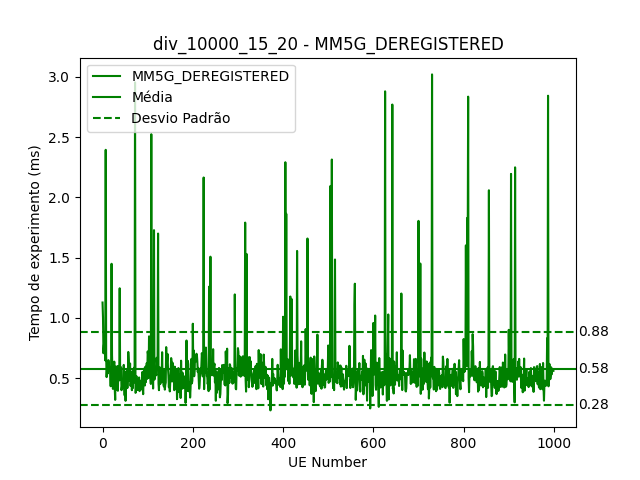 div_10000_15_20 - MM5G_DEREGISTERED
MM5G_DEREGISTERED
Média
Desvio Padrão
Tempo de experimento (ms)
3.0
2.5
2.0
1.5
1.0
0.5
0.88
0.58
0.28
0
200
400
600
800
1000
UE Number